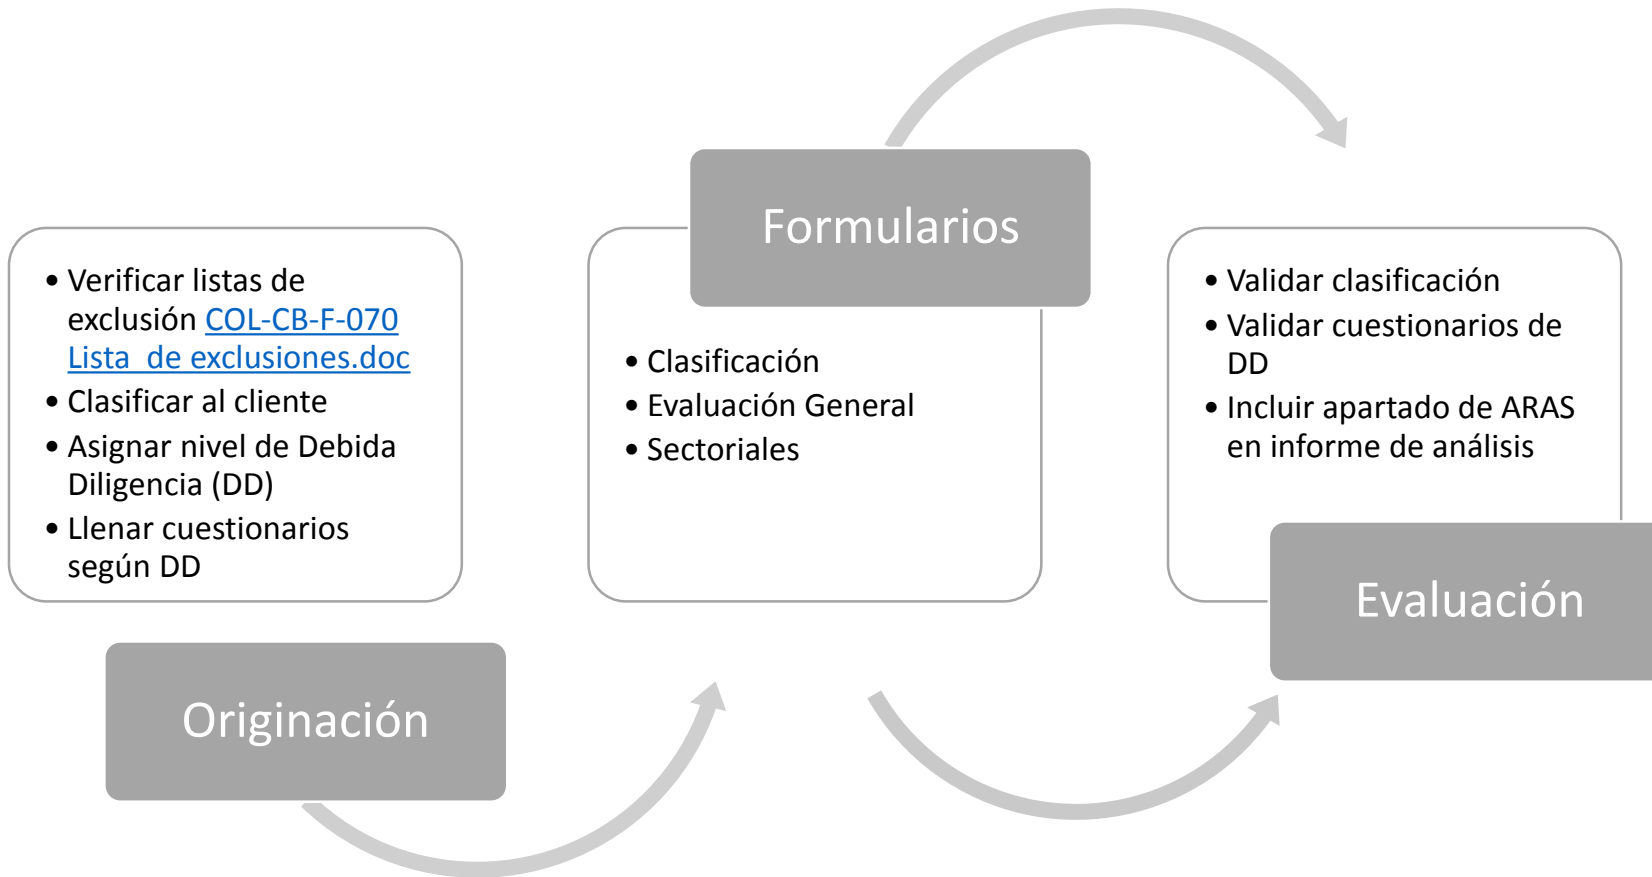 • Verificar listas de
exclusión COL-CB-F-070
Lista_de exclusiones.doc
• Clasificar al cliente
• Asignar nivel de Debida
Diligencia (DD)
• Llenar cuestionarios
según DD
Originación
Formularios
• Clasificación
• Evaluación General
• Sectoriales
• Validar clasificación
• Validar cuestionarios de
DD
• Incluir apartado de ARAS
en informe de análisis
Evaluación